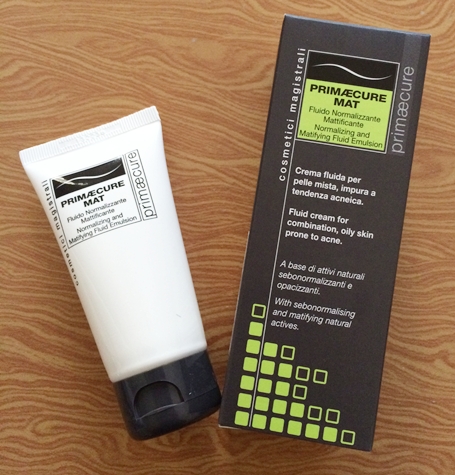 cosmetici magistrali
PRIMÆCURE
MAT
Fluido Normalizzante
Mattificante
Normalizing and
Matifying Fluid Emulsion
primæcure
cosmetici magistrali
PRIMÆCURE
MAT
Fluido Normalizzante
Mattificante
Normalizing and
Matifying Fluid Emulsion
primæcure
Crema fluida per
pelle mista, impura a
tendenza acneica.
Fluid cream for
combination, oily skin
prone to acne.
A base di attivi naturali
sebonormalizzanti e
opacizzanti.
With sebonormalising
and matifying natural
actives.